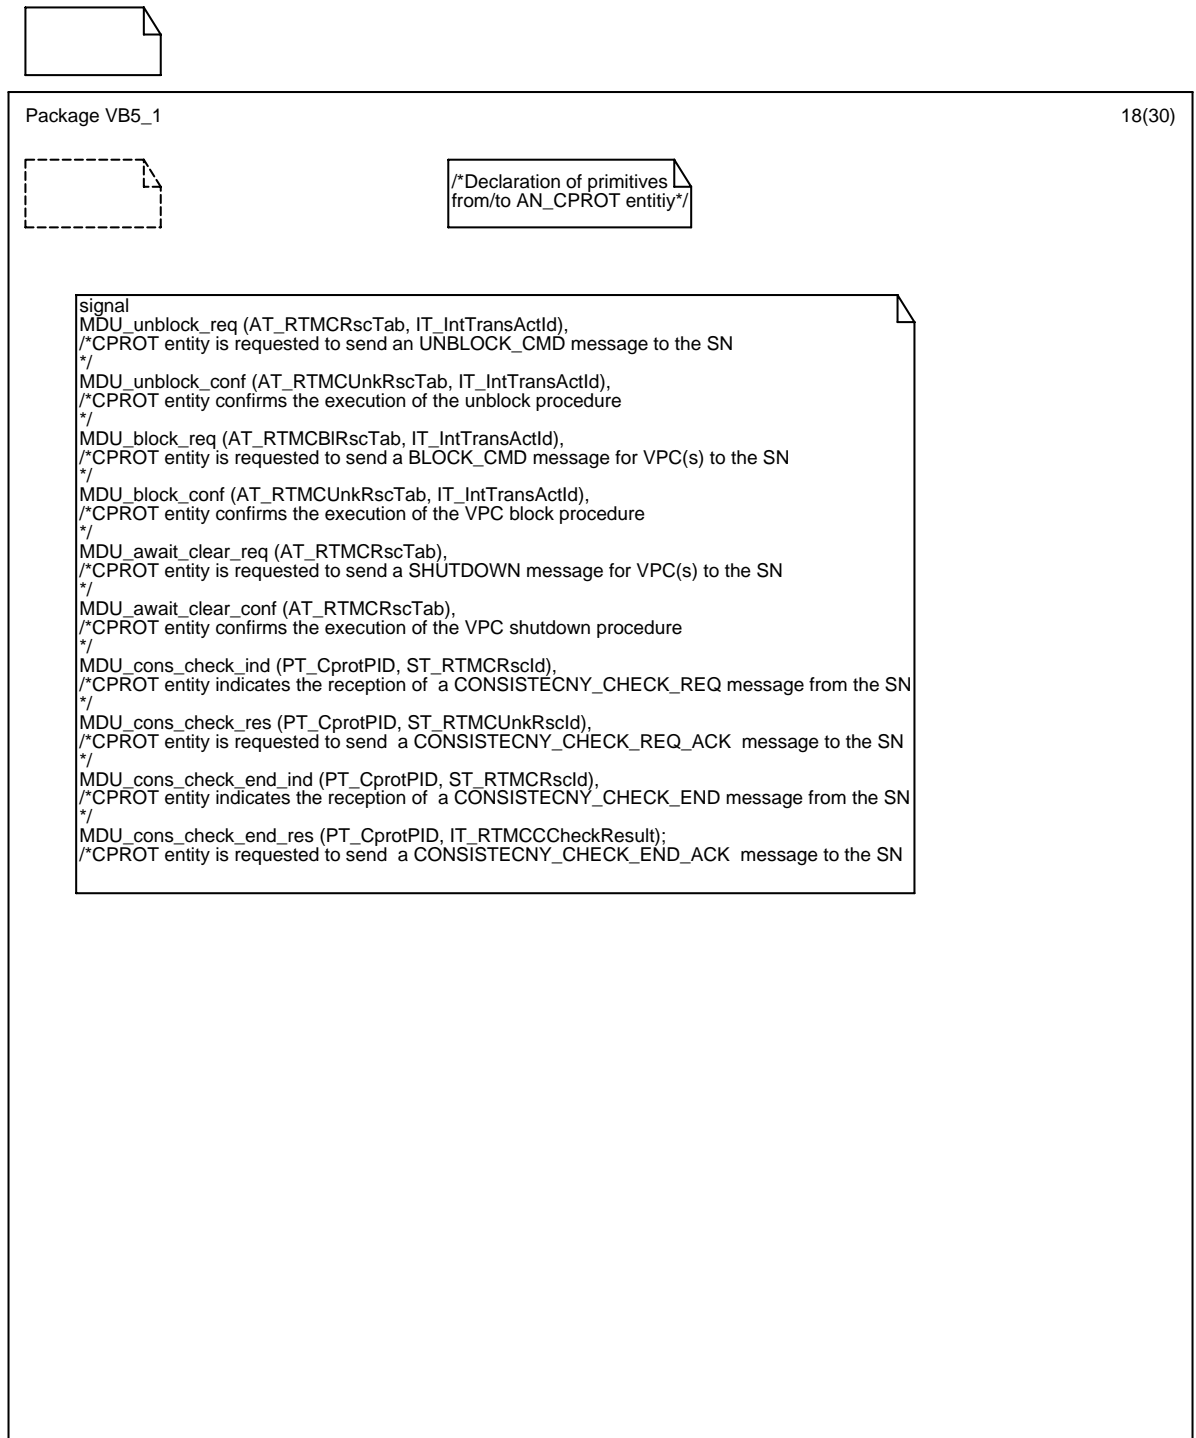 Package VB5_1
18(30)
/*Declaration of primitives
from/to AN_CPROT entitiy*/
signal
MDU_unblock_req (AT_RTMCRscTab, IT_IntTransActId),
/*CPROT entity is requested to send an UNBLOCK_CMD message to the SN
*/
MDU_unblock_conf (AT_RTMCUnkRscTab, IT_IntTransActId),
/*CPROT entity confirms the execution of the unblock procedure
*/
MDU_block_req (AT_RTMCBlRscTab, IT_IntTransActId),
/*CPROT entity is requested to send a BLOCK_CMD message for VPC(s) to the SN
*/
MDU_block_conf (AT_RTMCUnkRscTab, IT_IntTransActId),
/*CPROT entity confirms the execution of the VPC block procedure
*/
MDU_await_clear_req (AT_RTMCRscTab),
/*CPROT entity is requested to send a SHUTDOWN message for VPC(s) to the SN
*/
MDU_await_clear_conf (AT_RTMCRscTab),
/*CPROT entity confirms the execution of the VPC shutdown procedure
*/
MDU_cons_check_ind (PT_CprotPID, ST_RTMCRscId),
/*CPROT entity indicates the reception of  a CONSISTECNY_CHECK_REQ message from the SN
*/
MDU_cons_check_res (PT_CprotPID, ST_RTMCUnkRscId),
/*CPROT entity is requested to send  a CONSISTECNY_CHECK_REQ_ACK  message to the SN
*/
MDU_cons_check_end_ind (PT_CprotPID, ST_RTMCRscId),
/*CPROT entity indicates the reception of  a CONSISTECNY_CHECK_END message from the SN
*/
MDU_cons_check_end_res (PT_CprotPID, IT_RTMCCCheckResult);
/*CPROT entity is requested to send  a CONSISTECNY_CHECK_END_ACK  message to the SN